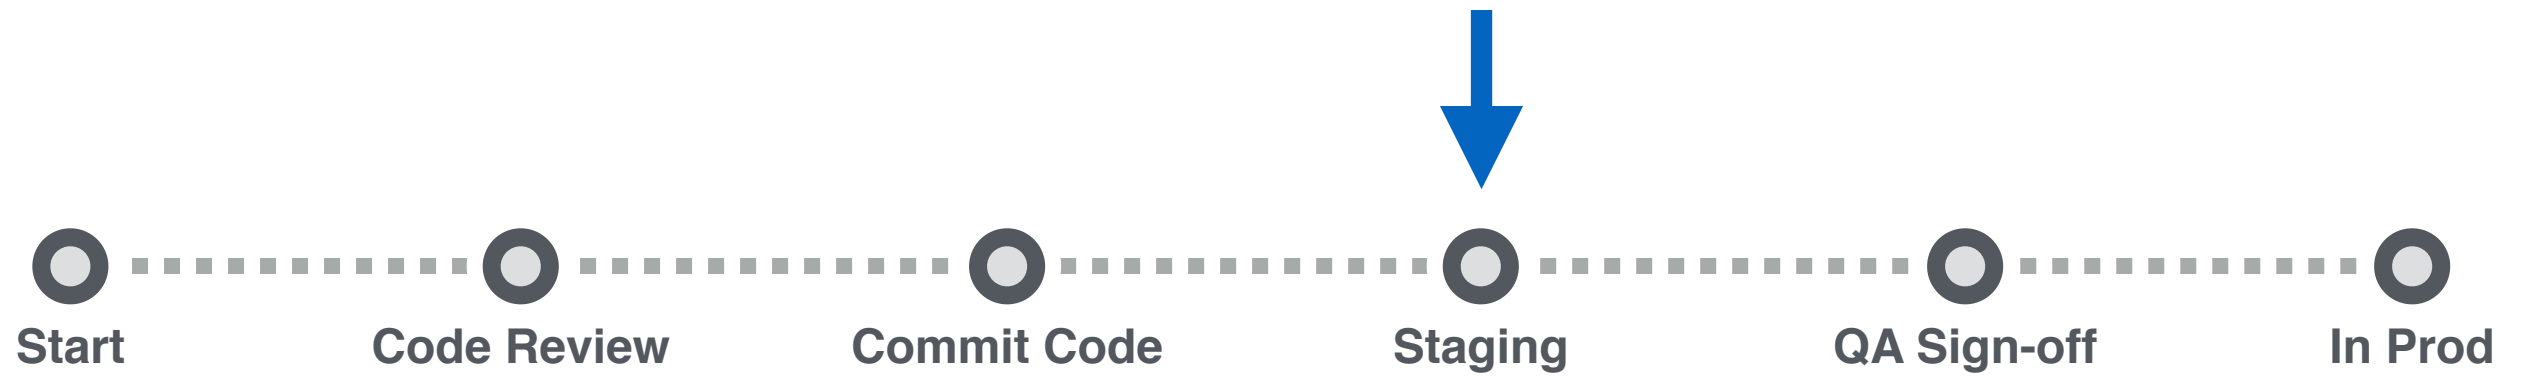 Start Code Review Commit Code Staging QA Sign-off In Prod